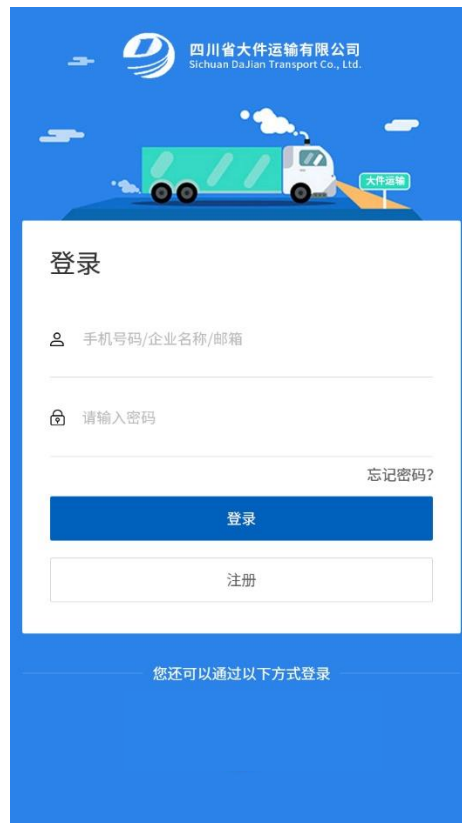 四川省大件运输有限公司
Sichuan DaJian Transport Co., Ltd.
大件运输
登录
手机号码/企业名称/邮箱
请输入密码
忘记密码?
登录
注册
您还可以通过以下方式登录